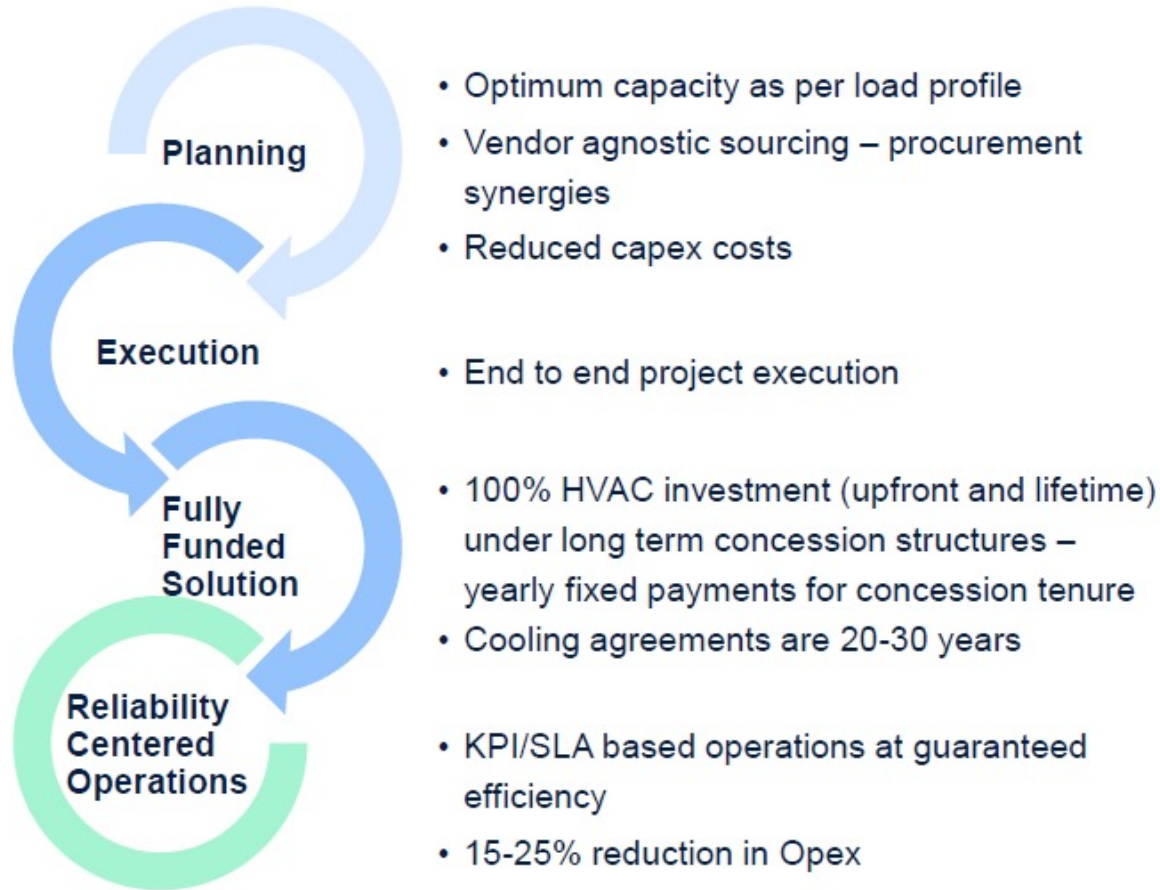 Planning
• Optimum capacity as per load profile
• Vendor agnostic sourcing – procurement
synergies
• Reduced capex costs
Execution
• End to end project execution
Fully
Funded
Solution
• 100% HVAC investment (upfront and lifetime)
under long term concession structures –
yearly fixed payments for concession tenure
• Cooling agreements are 20-30 years
Reliability
Centered
Operations
• KPI/SLA based operations at guaranteed
efficiency
• 15-25% reduction in Opex